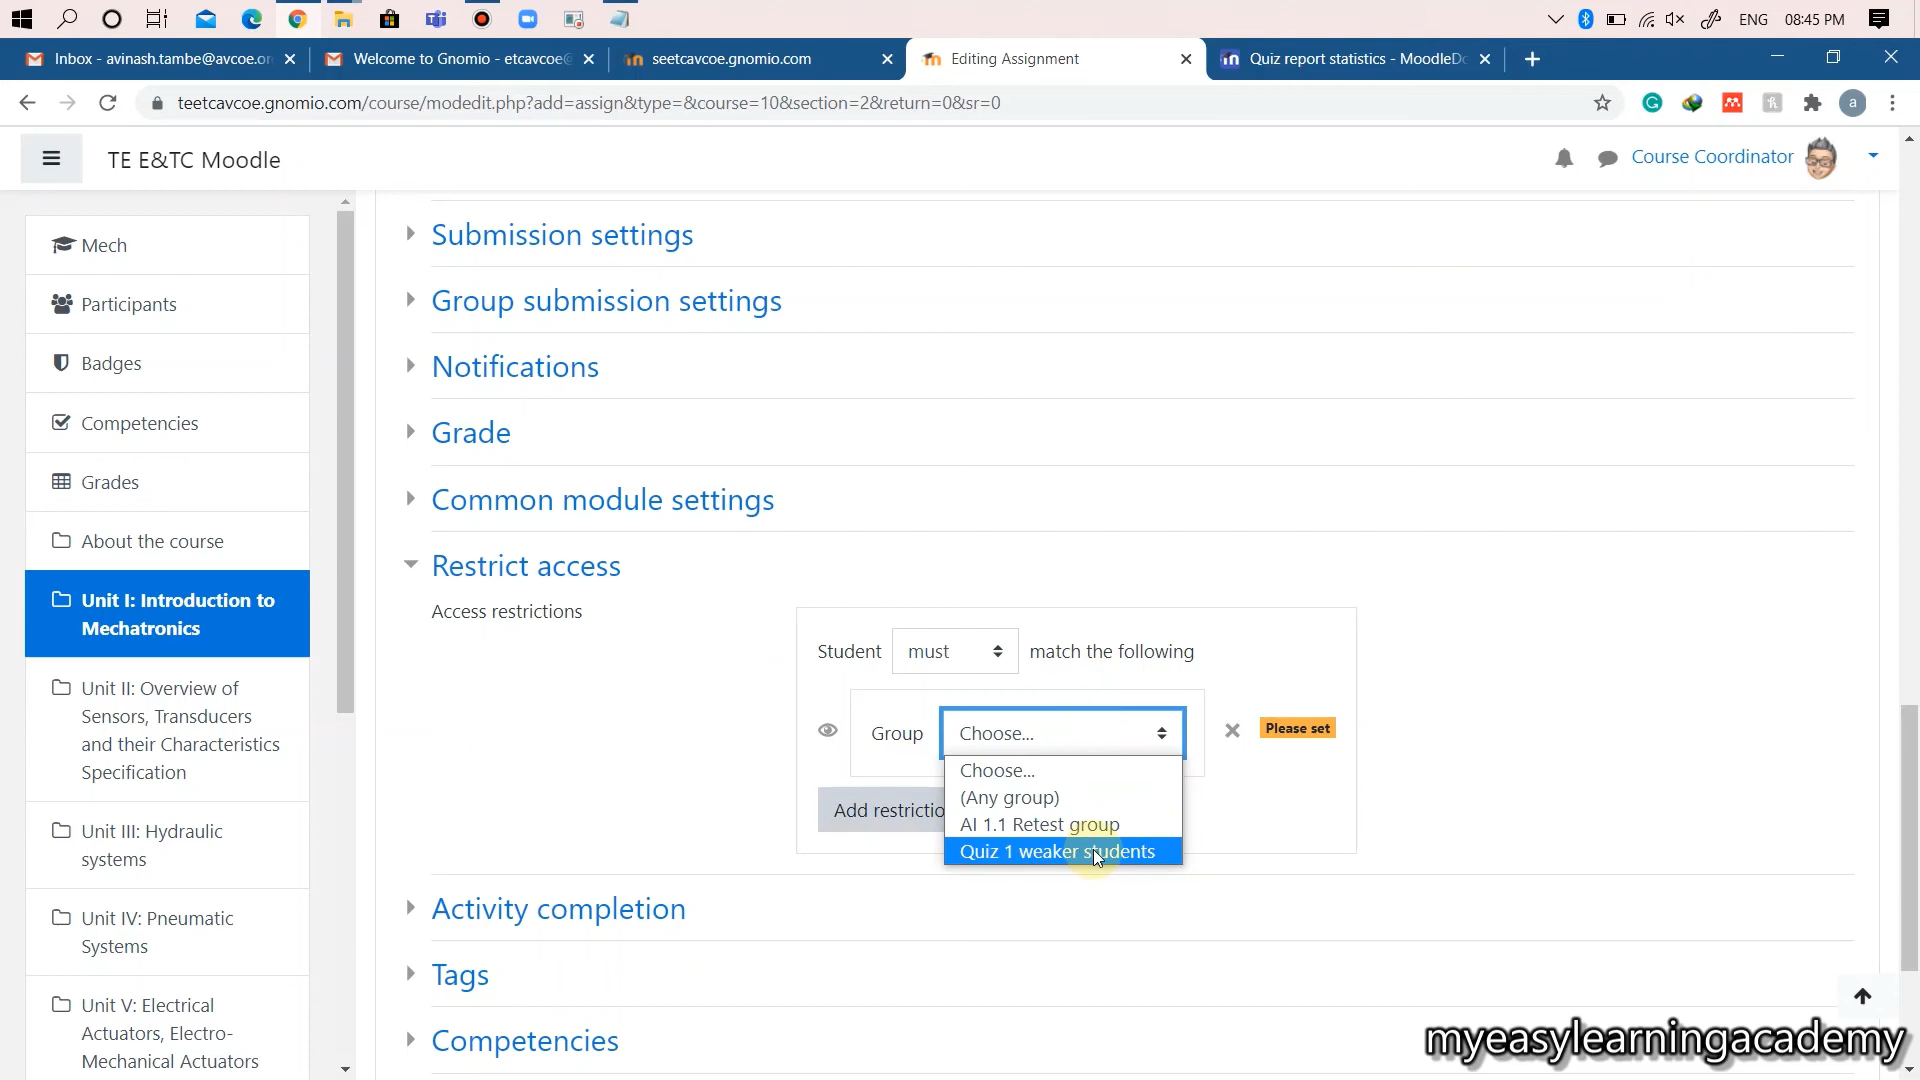 ENG 08:45 PM
Inbox - avinash.tambe@avcoe.or
Welcome to Gnomio - etcavcoe@
seetcavcoe.gnomio.com
Editing Assignment
Quiz report statistics - MoodleDo
teetcavcoe.gnomio.com/course/modedit.php?add=assign&type=&course=10&section=2&return=0&sr=0
a
TE E&TC Moodle
Course Coordinator
Mech
Participants
Badges
Competencies
Grades
About the course
Unit I: Introduction to
Mechatronics
Unit II: Overview of
Sensors, Transducers
and their Characteristics
Specification
Unit III: Hydraulic
systems
Unit IV: Pneumatic
Systems
Unit V: Electrical
Actuators, Electro-
Mechanical Actuators
Submission settings
Group submission settings
Notifications
Grade
Common module settings
Restrict access
Access restrictions
Student must match the following
Group Choose...
Please set
Choose...
(Any group)
AI 1.1 Retest group
Quiz 1 weaker students
Add restrictio
Activity completion
Tags
Competencies
myeasylearningacademy